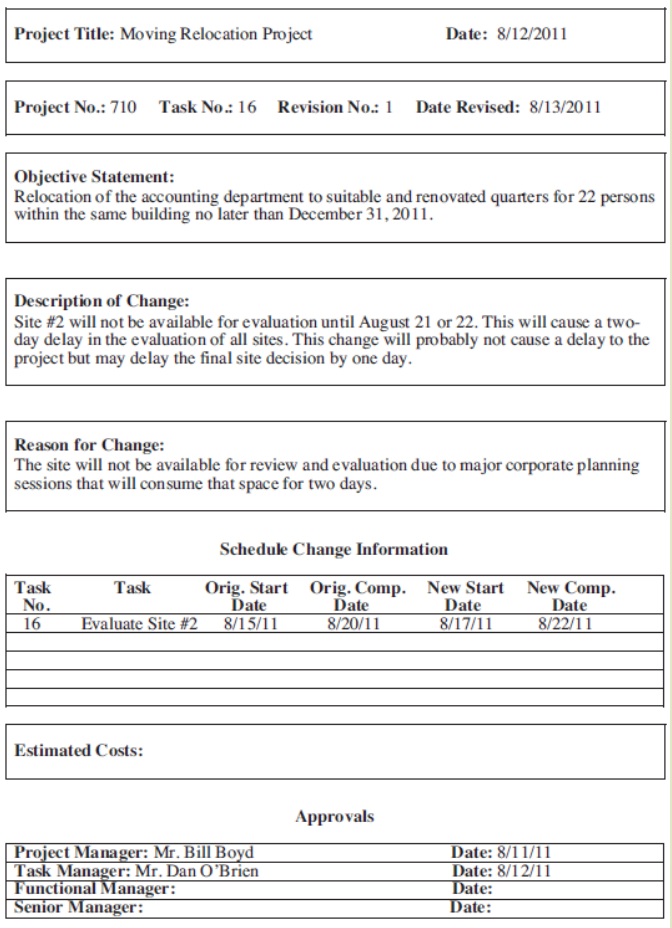 Project Title: Moving Relocation Project Date: 8/12/2011
Project No.: 710 Task No.: 16 Revision No.: 1 Date Revised: 8/13/2011
Objective Statement:
Relocation of the accounting department to suitable and renovated quarters for 22 persons
within the same building no later than December 31, 2011.
Description of Change:
Site #2 will not be available for evaluation until August 21 or 22. This will cause a two-
day delay in the evaluation of all sites. This change will probably not cause a delay to the
project but may delay the final site decision by one day.
Reason for Change:
The site will not be available for review and evaluation due to major corporate planning
sessions that will consume that space for two days.
Schedule Change Information
Task Task Orig. Start Orig. Comp. New Start New Comp.
No. Date Date Date Date
16 Evaluate Site #2 8/15/11 8/20/11 8/17/11 8/22/11
Estimated Costs:
Approvals
Project Manager: Mr. Bill Boyd Date: 8/11/11
Task Manager: Mr. Dan O'Brien Date: 8/12/11
Functional Manager: Date:
Senior Manager: Date: